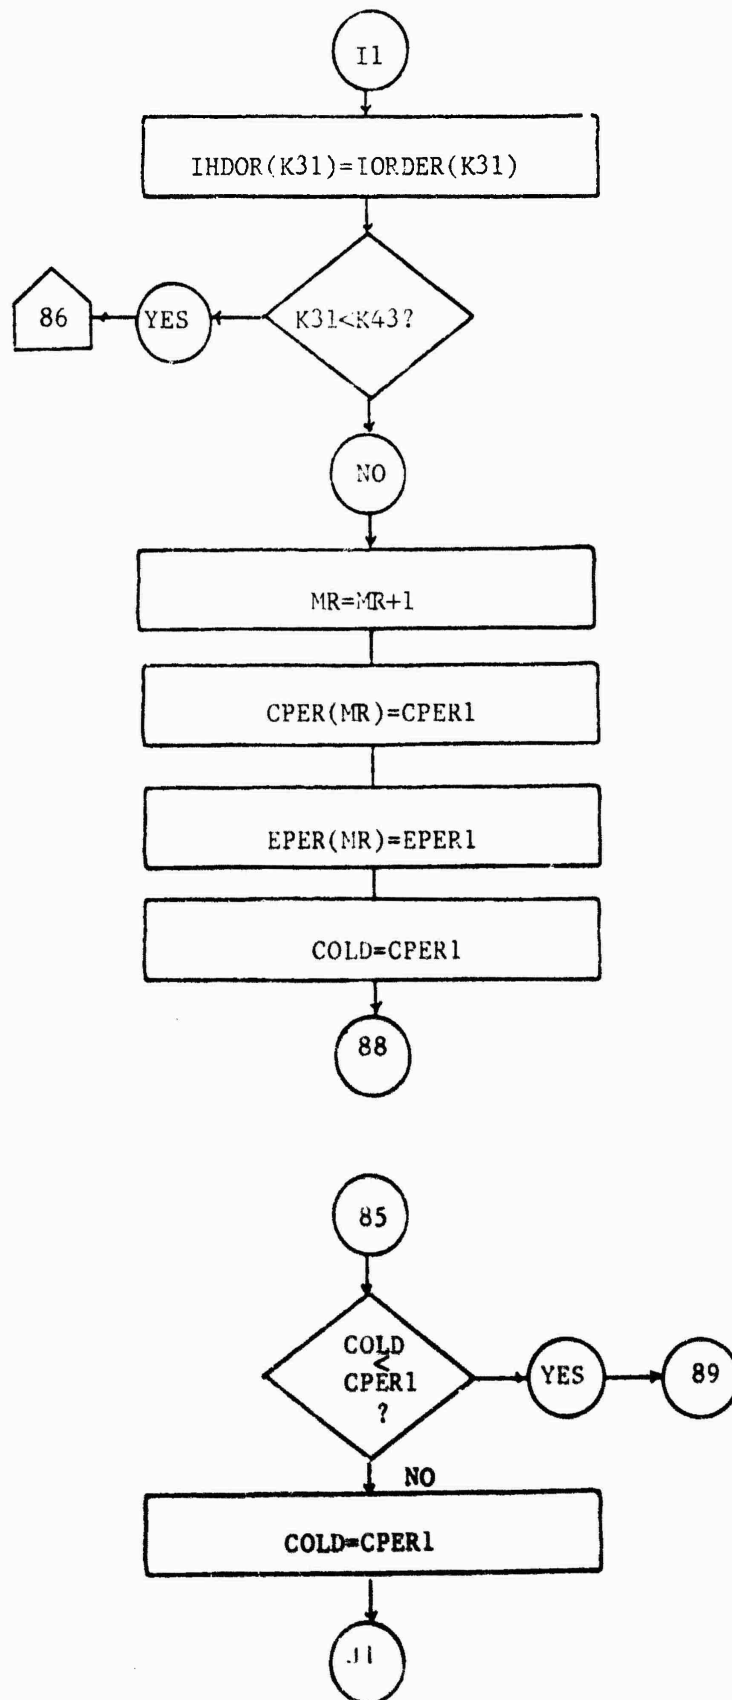 I1
IHDOR(K31)=IORDER(K31)
86
YES
K31<K43?
NO
MR=MR+1
CPER(MR)=CPER1
EPER(MR)=EPER1
COLD=CPER1
88
85
COLD
<
CPER1
?
YES
89
NO
COLD=CPER1
J1